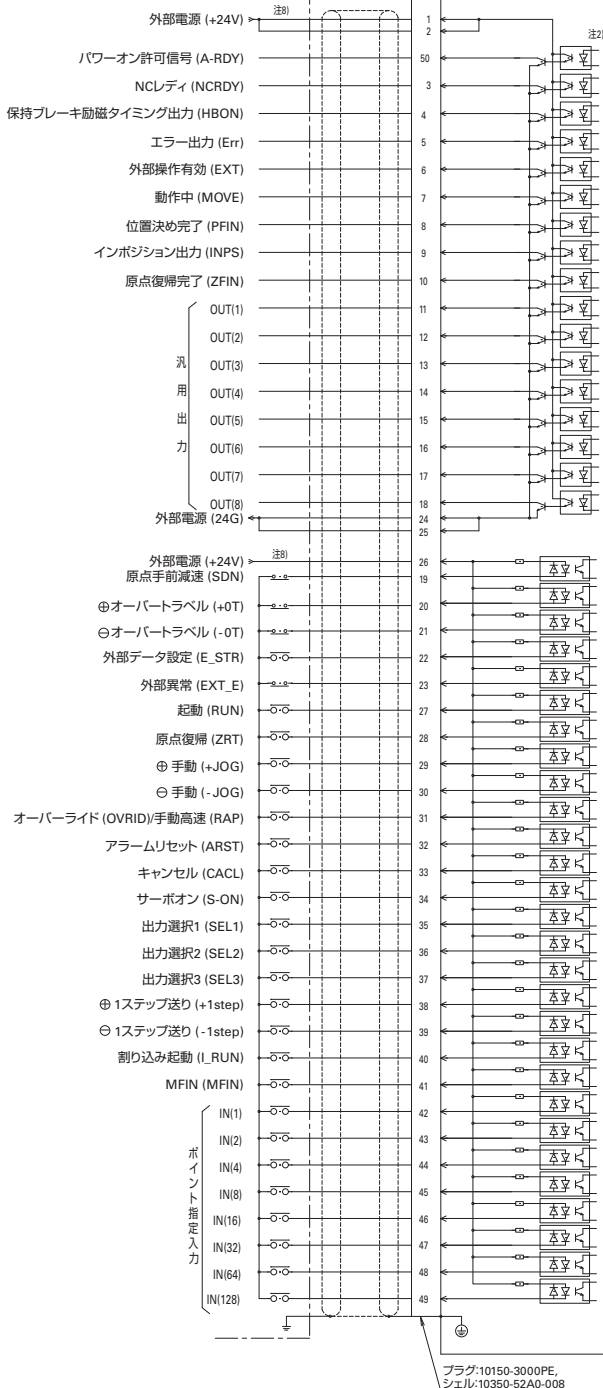 外部電源 (+24V) 注8) 1
2
注2)
パワーオン許可信号 (A-RDY) 50
NCレディ (NCRDY) 3
保持ブレーキ励磁タイミング出力 (HBON) 4
エラー出力 (Err) 5
外部操作有効 (EXT) 6
動作中 (MOVE) 7
位置決め完了 (PFIN) 8
インポジション出力 (INPS) 9
原点復帰完了 (ZFIN) 10
汎用出力
OUT(1) 11
OUT(2) 12
OUT(3) 13
OUT(4) 14
OUT(5) 15
OUT(6) 16
OUT(7) 17
OUT(8) 18
外部電源 (24G) 24
25
外部電源 (+24V) 注8) 26
原点手前減速 (SDN) 19
⊕オーバートラベル (+0T) 20
⊖オーバートラベル (-0T) 21
外部データ設定 (E_STR) 22
外部異常 (EXT_E) 23
起動 (RUN) 27
原点復帰 (ZRT) 28
⊕ 手動 (+JOG) 29
⊖ 手動 (-JOG) 30
オーバーライド (OVRID)/手動高速 (RAP) 31
アラームリセット (ARST) 32
キャンセル (CACL) 33
サーボオン (S-ON) 34
出力選択1 (SEL1) 35
出力選択2 (SEL2) 36
出力選択3 (SEL3) 37
⊕ 1ステップ送り (+1step) 38
⊖ 1ステップ送り (-1step) 39
割り込み起動 (I_RUN) 40
MFIN (MFIN) 41
ポイント指定入力
IN(1) 42
IN(2) 43
IN(4) 44
IN(8) 45
IN(16) 46
IN(32) 47
IN(64) 48
IN(128) 49
プラグ:10150-3000PE,
シェル:10350-52A0-008